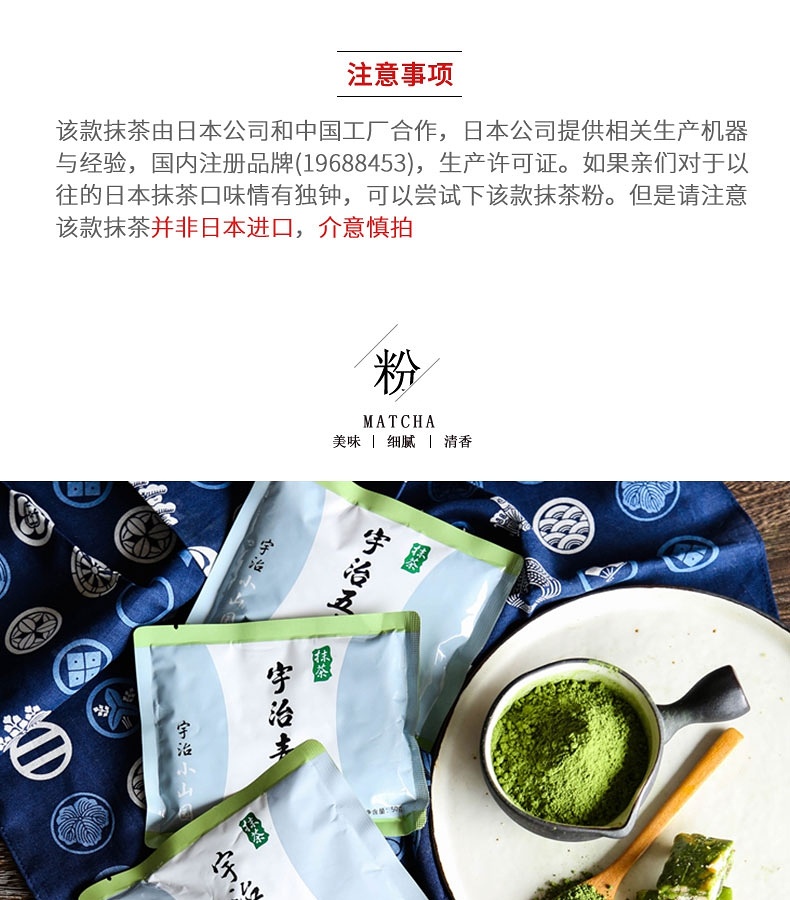 注意事项
该款抹茶由日本公司和中国工厂合作，日本公司提供相关生产机器
与经验，国内注册品牌(19688453)，生产许可证。如果亲们对于以
往的日本抹茶口味情有独钟，可以尝试下该款抹茶粉。但是请注意
该款抹茶并非日本进口，介意慎拍
粉
MATCHA
美味 | 细腻 | 清香
抹茶
宇治五
宇治
小山园
抹茶
宇治
宇治
小山园
含量：50g
抹茶
宇治